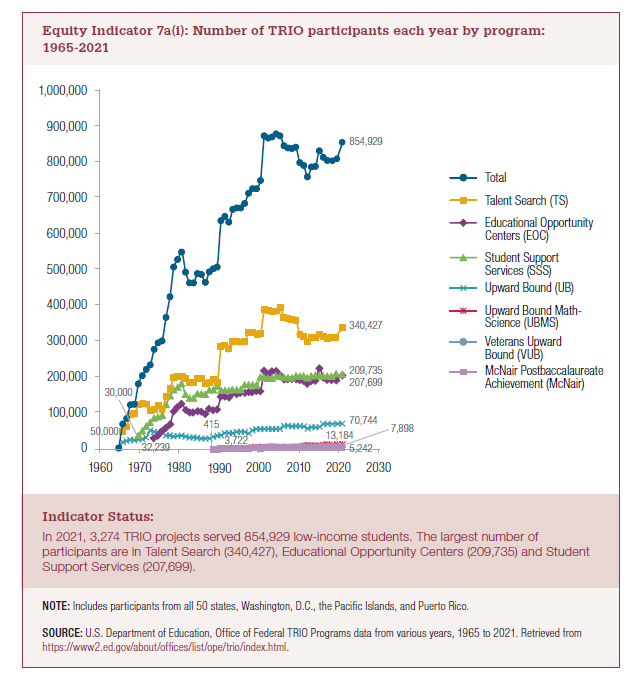 Equity Indicator 7a(i): Number of TRIO participants each year by program:
1965-2021
1,000,000
900,000
800,000
700,000
600,000
500,000
400,000
300,000
200,000
100,000
0
1960 1970 1980 1990 2000 2010 2020 2030
854,929
340,427
209,735
207,699
70,744
7,898
13,184
5,242
30,000
50,000
32,239
415
3,722
Total
Talent Search (TS)
Educational Opportunity
Centers (EOC)
Student Support
Services (SSS)
Upward Bound (UB)
Upward Bound Math-
Science (UBMS)
Veterans Upward
Bound (VUB)
McNair Postbaccalaureate
Achievement (McNair)
Indicator Status:
In 2021, 3,274 TRIO projects served 854,929 low-income students. The largest number of
participants are in Talent Search (340,427), Educational Opportunity Centers (209,735) and Student
Support Services (207,699).
NOTE: Includes participants from all 50 states, Washington, D.C., the Pacific Islands, and Puerto Rico.
SOURCE: U.S. Department of Education, Office of Federal TRIO Programs data from various years, 1965 to 2021. Retrieved from
https://www2.ed.gov/about/offices/list/ope/trio/index.html.